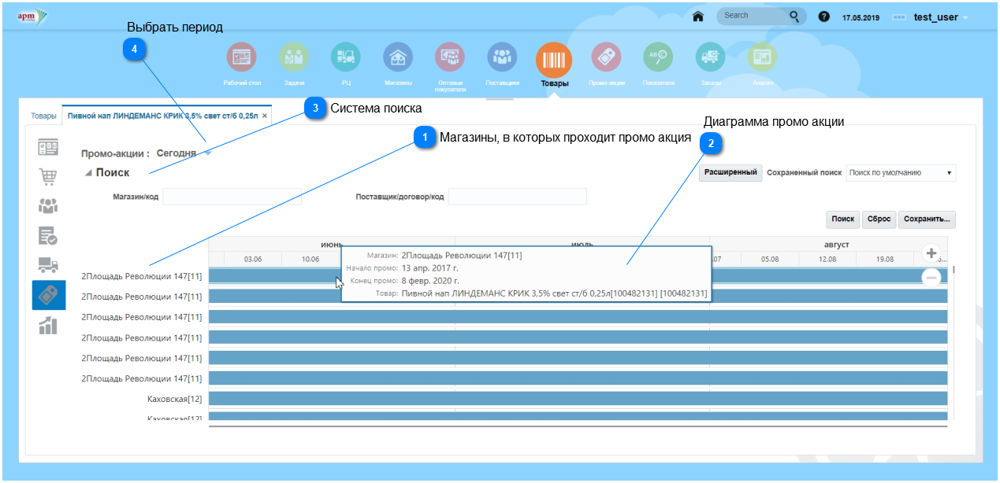 apm
Search
?
17.05.2019
test_user
Выбрать период
4
Рабочий стол
Задачи
РЦ
Магазины
Оптовые
покупатели
Поставщики
Товары
Промо-акции
Показатели
Заказы
Анализ
3
Система поиска
Товары
Пивной нап ЛИНДЕМАНС КРИК 3,5% свет ст/б 0,25л ×
1
Магазины, в которых проходит промо акция
Диаграмма промо акции
2
Промо-акции : Сегодня
Поиск
Расширенный
Сохраненный поиск
Поиск по умолчанию
Магазин/код
Поставщик/договор/код
Поиск
Сброс
Сохранить...
июнь
июль
август
03.06
10.06
.07
05.08
12.08
19.08
Магазин: 2Площадь Революции 147[11]
Начало промо: 13 апр. 2017 г.
Конец промо: 8 февр. 2020 г.
Товар: Пивной нап ЛИНДЕМАНС КРИК 3,5% свет ст/б 0,25л[100482131] [100482131]
2Площадь Революции 147[11]
2Площадь Революции 147[11]
2Площадь Революции 147[11]
2Площадь Революции 147[11]
2Площадь Революции 147[11]
2Площадь Революции 147[11]
Каховская[12]
Каховская[12]